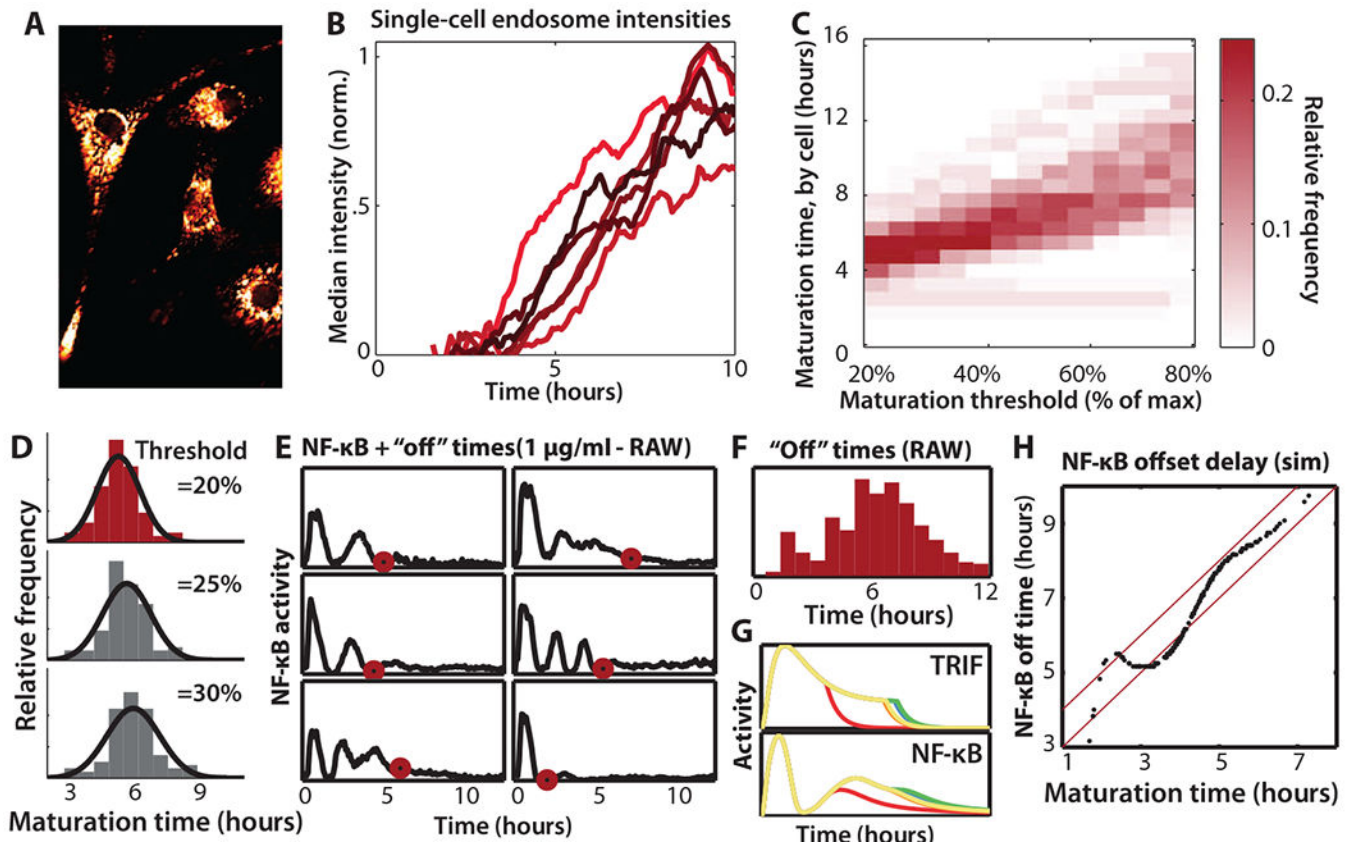 A
B Single-cell endosome intensities
1
.5
0
Median intensity (norm.)
0 5 10
Time (hours)
C
16
12
8
4
0
Maturation time, by cell (hours)
20% 40% 60% 80%
Maturation threshold (% of max)
0.2
0.1
0
Relative frequency
D
Threshold
=20%
=25%
=30%
Relative frequency
3 6 9
Maturation time (hours)
E NF-κB + “off” times(1 μg/ml - RAW)
NF-κB activity
0 5 10 0 5 10
Time (hours)
F “Off” times (RAW)
0 6 12
Time (hours)
G
TRIF
NF-κB
Activity
Time (hours)
H
NF-κB offset delay (sim)
9
7
5
3
NF-κB off time (hours)
1 3 5 7
Maturation time (hours)